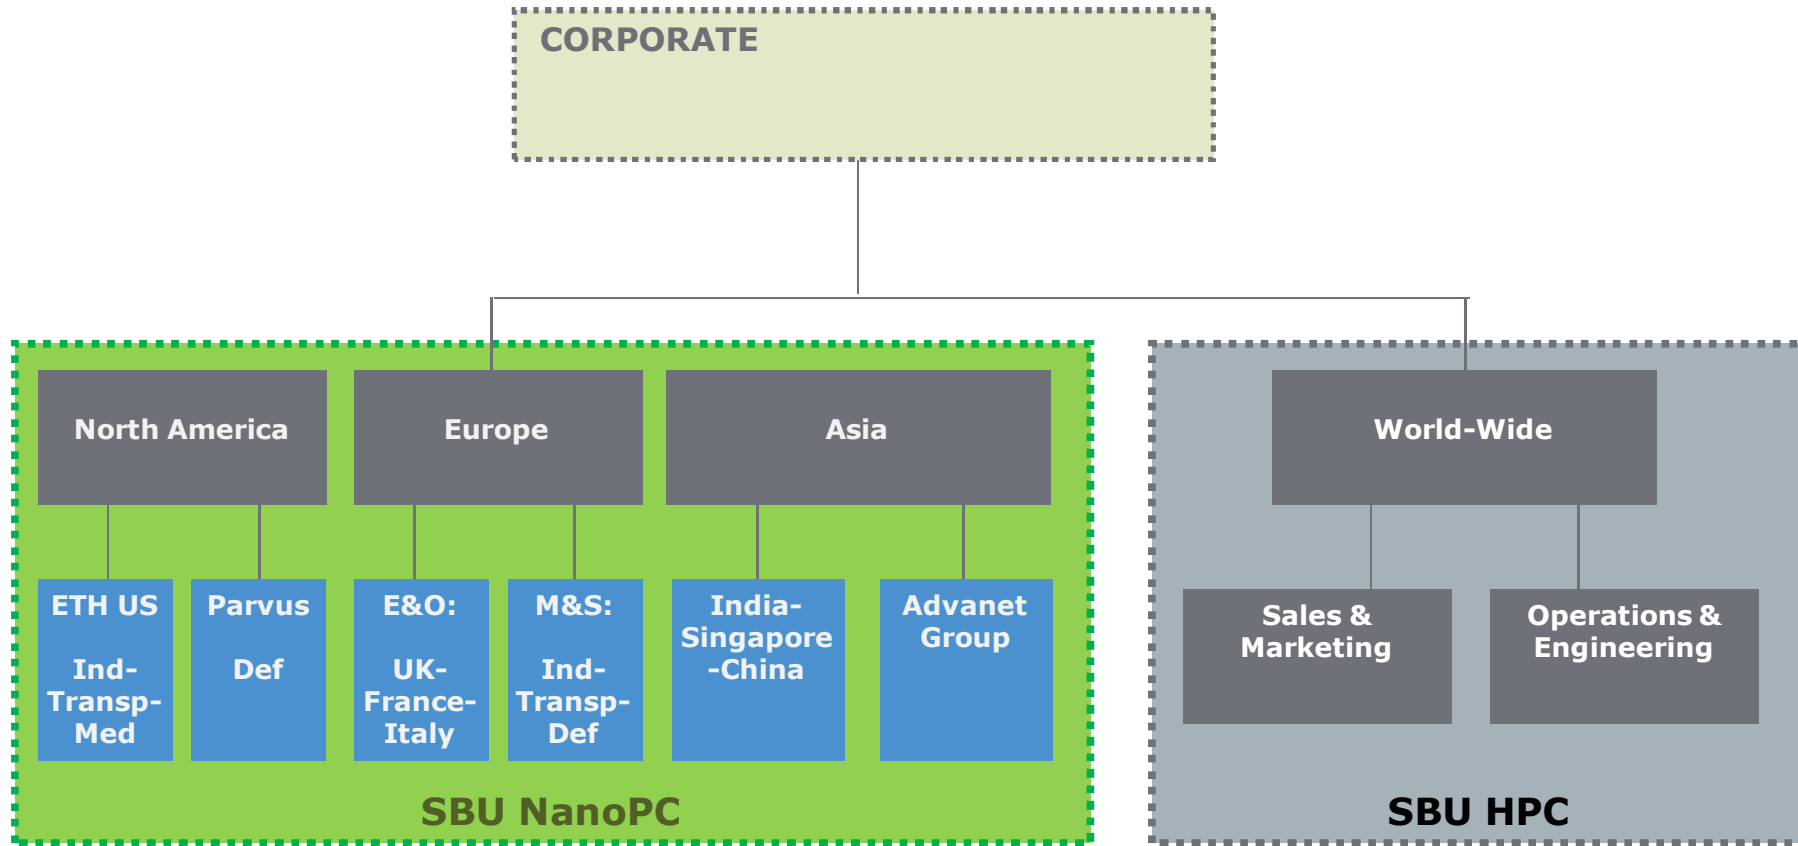 CORPORATE
North America
Europe
Asia
World-Wide
ETH US
Ind-
Transp-
Med
Parvus
Def
E&O:
UK-
France-
Italy
M&S:
Ind-
Transp-
Def
India-
Singapore
-China
Advanet
Group
Sales &
Marketing
Operations &
Engineering
SBU NanoPC
SBU HPC